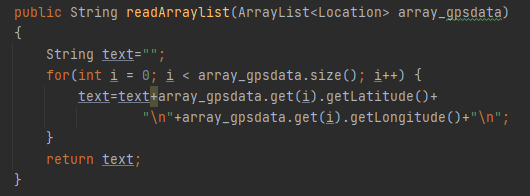 public String readArraylist(ArrayList<Location> array_gpsdata)
{
    String text="";
    for(int i = 0; i < array_gpsdata.size(); i++) {
        text=text+array_gpsdata.get(i).getLatitude()+
                "\n"+array_gpsdata.get(i).getLongitude()+"\n";
    }
    return text;
}